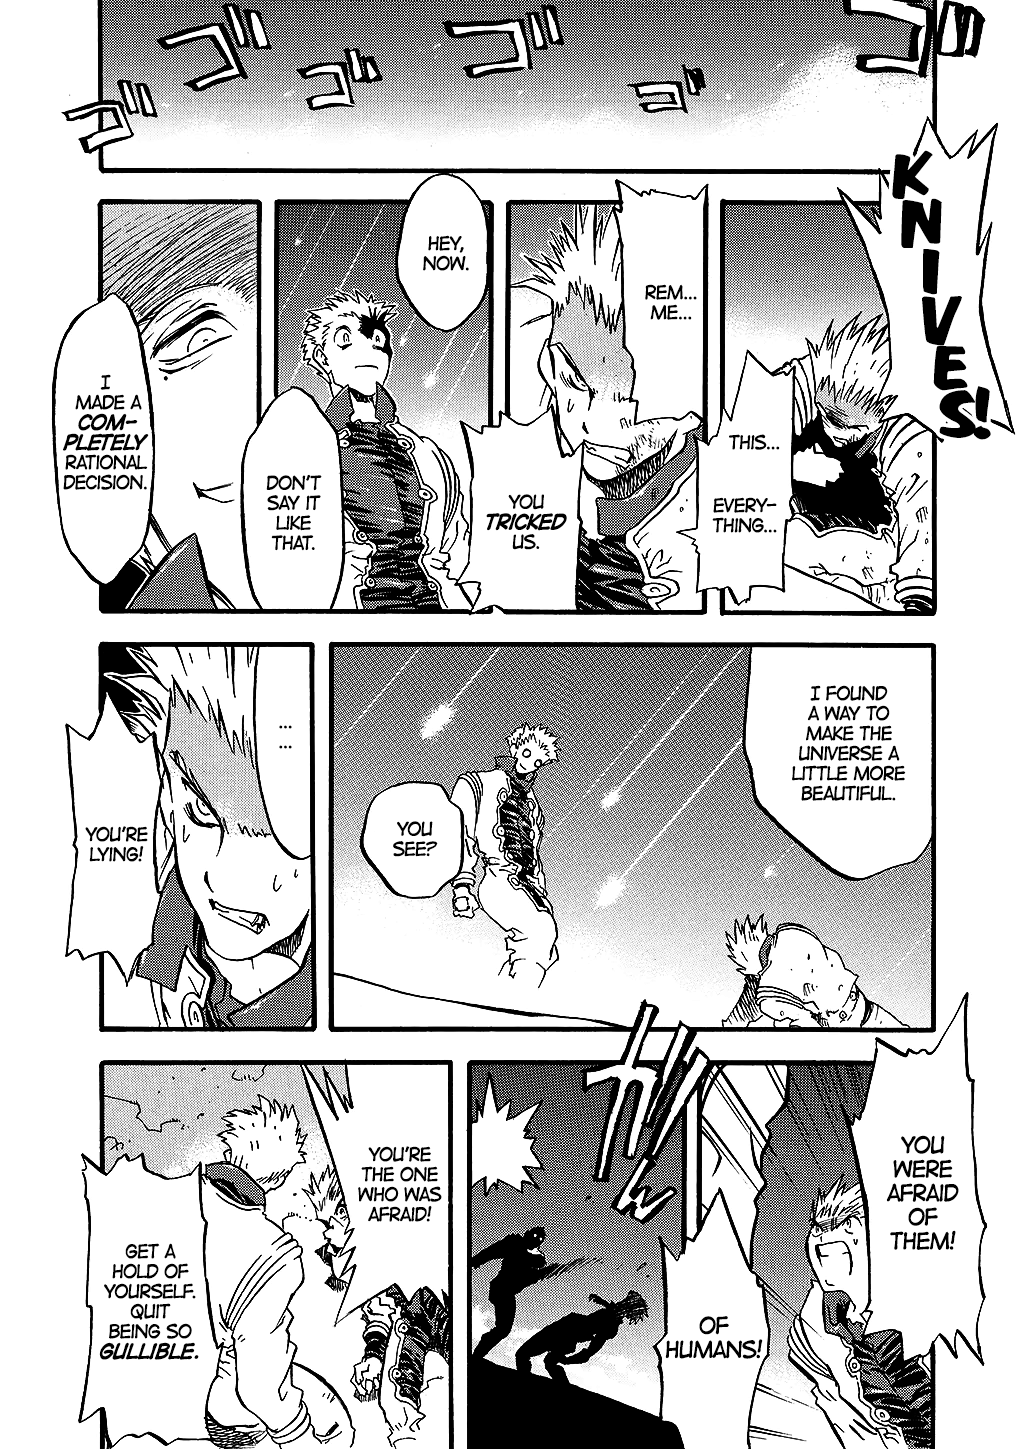 ゴ ゴ ゴ ゴ ゴ ゴ
KNIVES!
THIS...
EVERY-
THING...
REM...
ME...
YOU
TRICKED
US.
HEY,
NOW.
DON'T
SAY IT
LIKE
THAT.
I
MADE A
COM-
PLETELY
RATIONAL
DECISION.
I FOUND
A WAY TO
MAKE THE
UNIVERSE A
LITTLE MORE
BEAUTIFUL.
YOU
SEE?
...
...
YOU'RE
LYING!
YOU
WERE
AFRAID
OF
THEM!
OF
HUMANS!
YOU'RE
THE ONE
WHO WAS
AFRAID!
GET A
HOLD OF
YOURSELF.
QUIT
BEING SO
GULLIBLE.